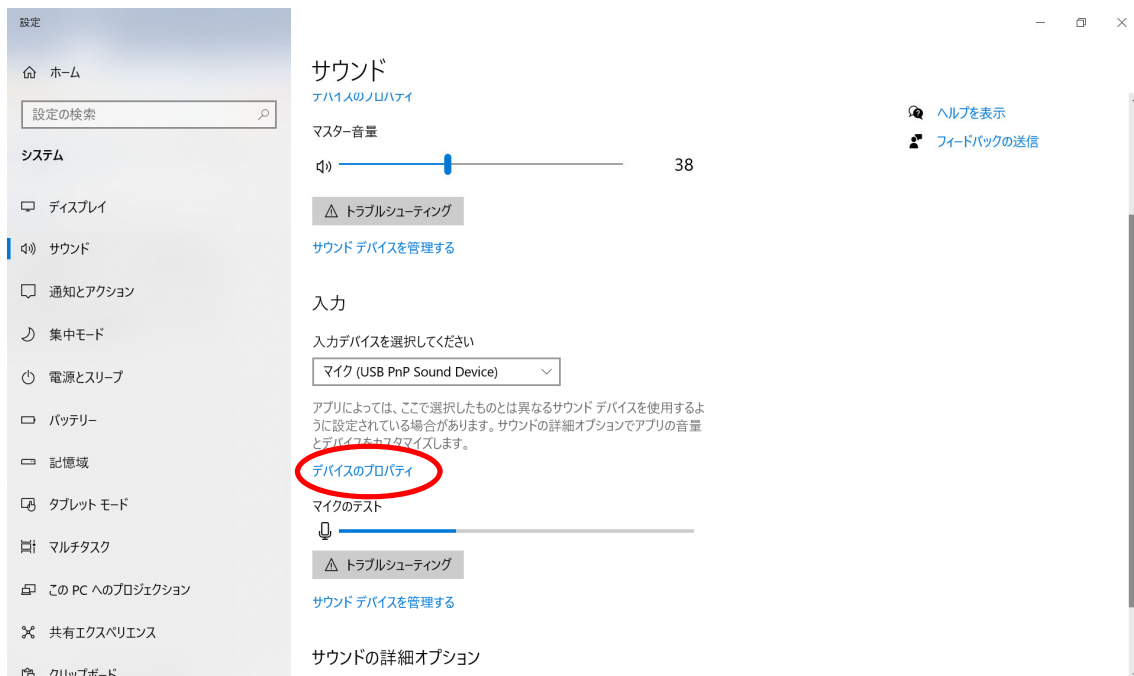 設定
ホーム
設定の検索
システム
ディスプレイ
サウンド
通知とアクション
集中モード
電源とスリープ
バッテリー
記憶域
タブレット モード
マルチタスク
この PC へのプロジェクション
共有エクスペリエンス
クリップボード
サウンド
デバイスのプロパティ
マスター音量
38
トラブルシューティング
サウンド デバイスを管理する
入力
入力デバイスを選択してください
マイク (USB PnP Sound Device)
アプリによっては、ここで選択したものとは異なるサウンド デバイスを使用するよ
うに設定されている場合があります。サウンドの詳細オプションでアプリの音量
とデバイスをカスタマイズします。
デバイスのプロパティ
マイクのテスト
トラブルシューティング
サウンド デバイスを管理する
サウンドの詳細オプション
ヘルプを表示
フィードバックの送信